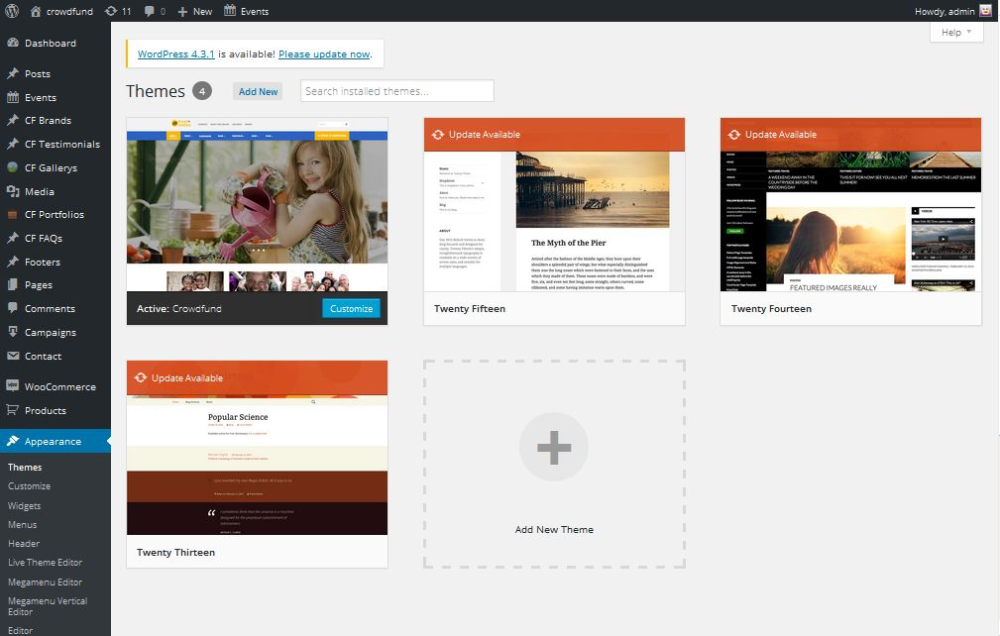 crowdfund 11 0 New Events Howdy, admin
Help
Dashboard
Posts
Events
CF Brands
CF Testimonials
CF Gallerys
Media
CF Portfolios
CF FAQs
Footers
Pages
Comments
Campaigns
Contact
WooCommerce
Products
Appearance
Themes
Customize
Widgets
Menus
Header
Live Theme Editor
Megamenu Editor
Megamenu Vertical
Editor
Editor
WordPress 4.3.1 is available! Please update now.
Themes 4 Add New Search installed themes...
Active: Crowdfund Customize
Update Available
ABOUT
The Myth of the Pier
Twenty Fifteen
Update Available
FEATURED IMAGES REALLY
Twenty Fourteen
Update Available
Popular Science
Twenty Thirteen
Add New Theme